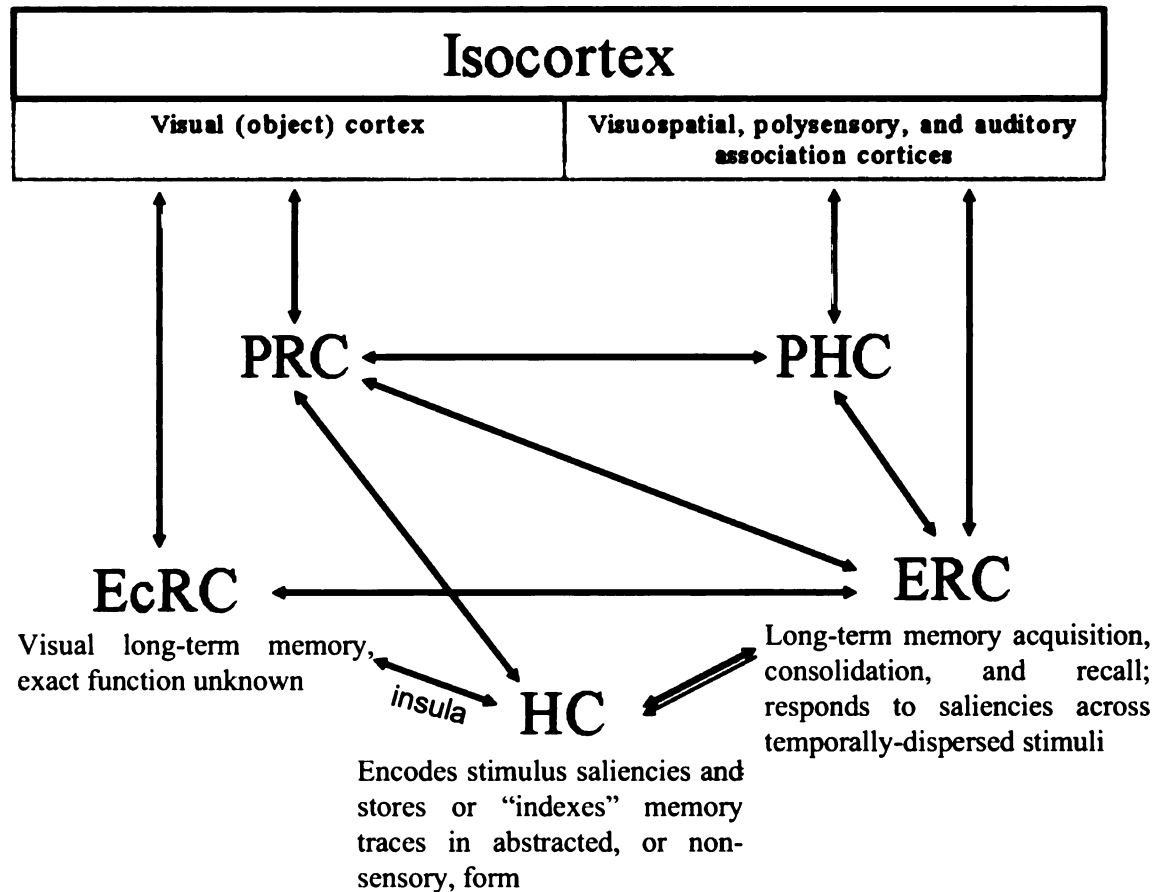 Isocortex
Visual (object) cortex
Visuospatial, polysensory, and auditory
association cortices
PRC
PHC
EcRC
Visual long-term memory,
exact function unknown
ERC
Long-term memory acquisition,
consolidation, and recall;
responds to saliencies across
temporally-dispersed stimuli
insula
HC
Encodes stimulus saliencies and
stores or “indexes” memory
traces in abstracted, or non-
sensory, form